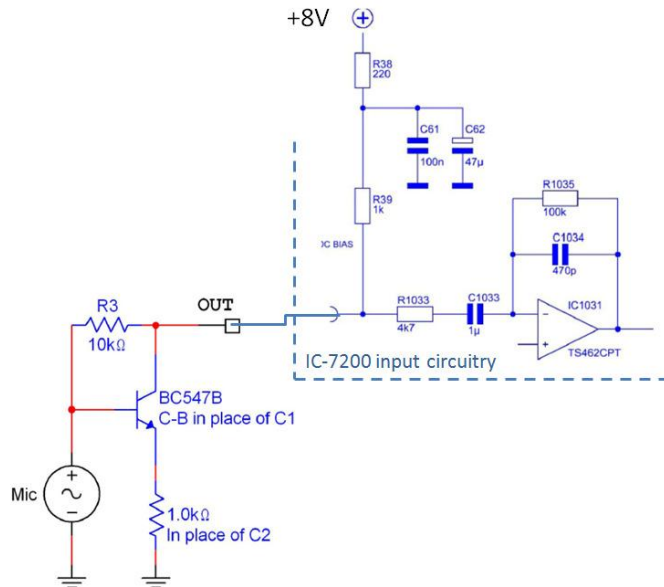 +8V
R38
220
C61
100n
C62
47µ
R39
1k
R1035
100k
C1034
470p
OC BIAS
R3
10kΩ
OUT
R1033
4k7
C1033
1µ
IC1031
-
+
TS462CPT
IC-7200 input circuitry
BC547B
C-B in place of C1
Mic
+
-
1.0kΩ
In place of C2